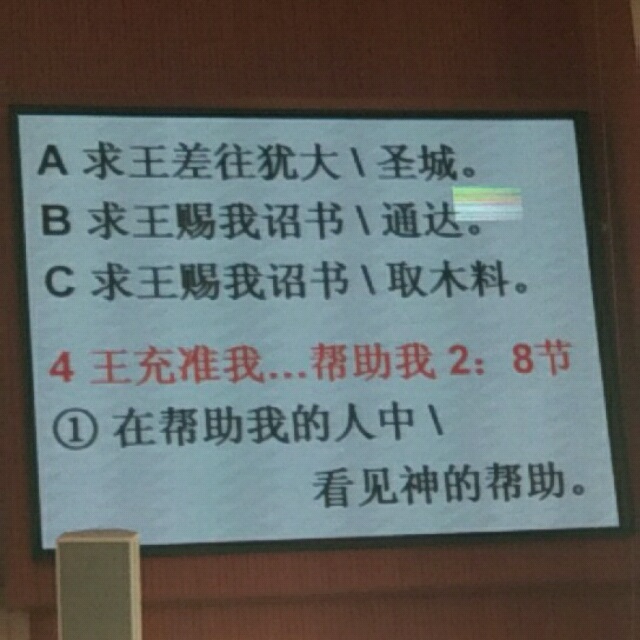 A 求王差往犹大 \ 圣城。
B 求王赐我诏书 \ 通达。
C 求王赐我诏书 \ 取木料。
4 王充准我...帮助我 2：8节
① 在帮助我的人中 \
看见神的帮助。